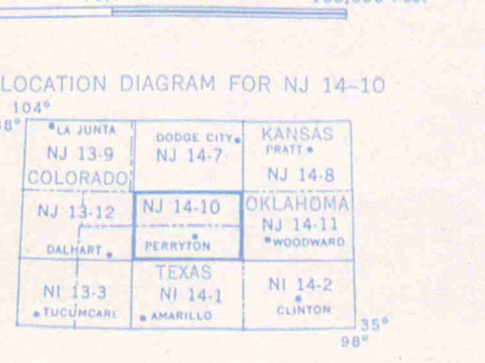 LOCATION DIAGRAM FOR NJ 14-10
104°
LA JUNTA
NJ 13-9
COLORADO
DODGE CITY
NJ 14-7
KANSAS
PRATT
NJ 14-8
NJ 13-12
DALHART
NJ 14-10
PERRYTON
OKLAHOMA
NJ 14-11
WOODWARD
NI 13-3
TUCUMCARI
TEXAS
NI 14-1
AMARILLO
NI 14-2
CLINTON
35°
98°